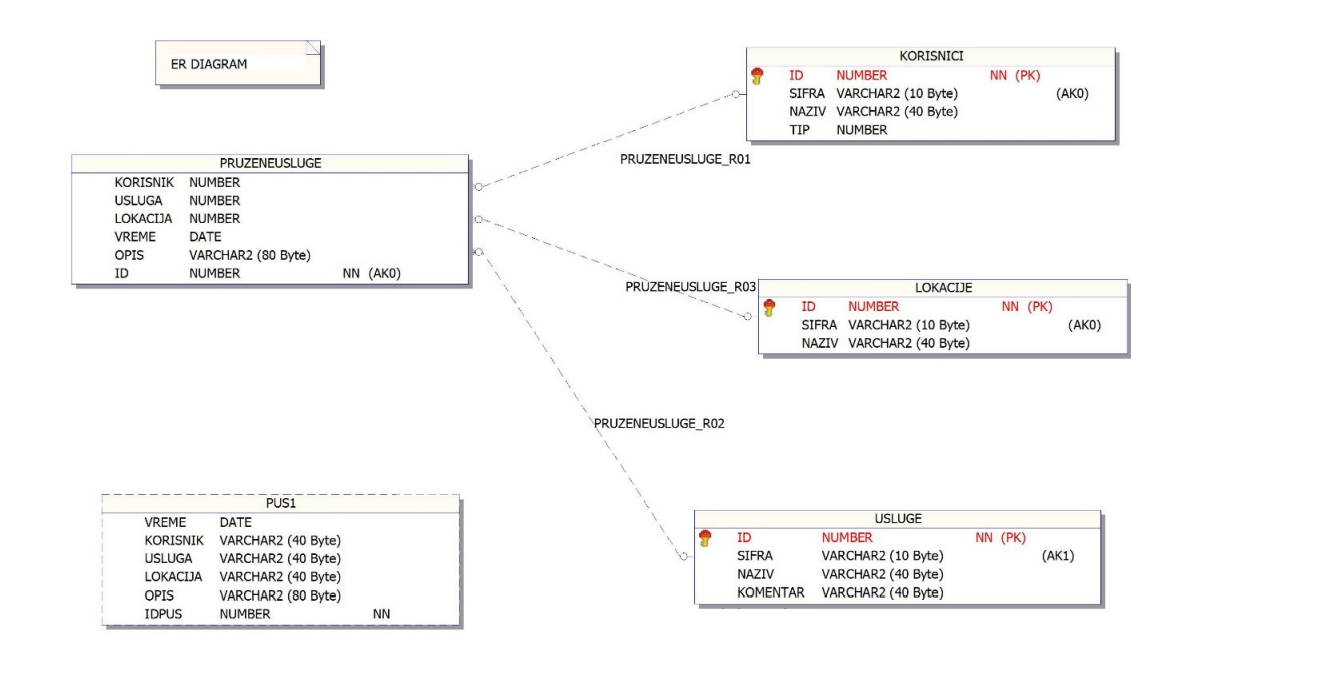 ER DIAGRAM
KORISNICI
ID NUMBER NN (PK)
SIFRA VARCHAR2 (10 Byte) (AK0)
NAZIV VARCHAR2 (40 Byte)
TIP NUMBER
PRUZENEUSLUGE_R01
PRUZENEUSLUGE
KORISNIK NUMBER
USLUGA NUMBER
LOKACIJA NUMBER
VREME DATE
OPIS VARCHAR2 (80 Byte)
ID NUMBER NN (AK0)
PRUZENEUSLUGE_R03
LOKACIJE
ID NUMBER NN (PK)
SIFRA VARCHAR2 (10 Byte) (AK0)
NAZIV VARCHAR2 (40 Byte)
PRUZENEUSLUGE_R02
PUS1
VREME DATE
KORISNIK VARCHAR2 (40 Byte)
USLUGA VARCHAR2 (40 Byte)
LOKACIJA VARCHAR2 (40 Byte)
OPIS VARCHAR2 (80 Byte)
IDPUS NUMBER NN
USLUGE
ID NUMBER NN (PK)
SIFRA VARCHAR2 (10 Byte) (AK1)
NAZIV VARCHAR2 (40 Byte)
KOMENTAR VARCHAR2 (40 Byte)